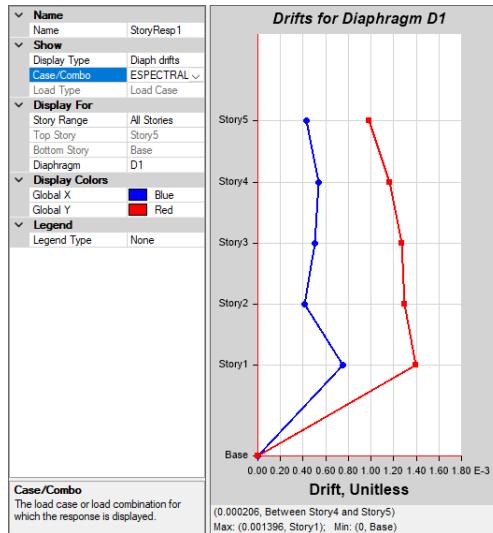 Name
Name StoryResp1
Show
Display Type Diaph drifts
Case/Combo ESPECTRAL
Load Type Load Case
Display For
Story Range All Stories
Top Story Story5
Bottom Story Base
Diaphragm D1
Display Colors
Global X Blue
Global Y Red
Legend
Legend Type None
Case/Combo
The load case or load combination for
which the response is displayed.
Drifts for Diaphragm D1
Story5
Story4
Story3
Story2
Story1
Base
0.00 0.20 0.40 0.60 0.80 1.00 1.20 1.40 1.60 1.80 E-3
Drift, Unitless
(0.000206, Between Story4 and Story5)
Max: (0.001396, Story1); Min: (0, Base)